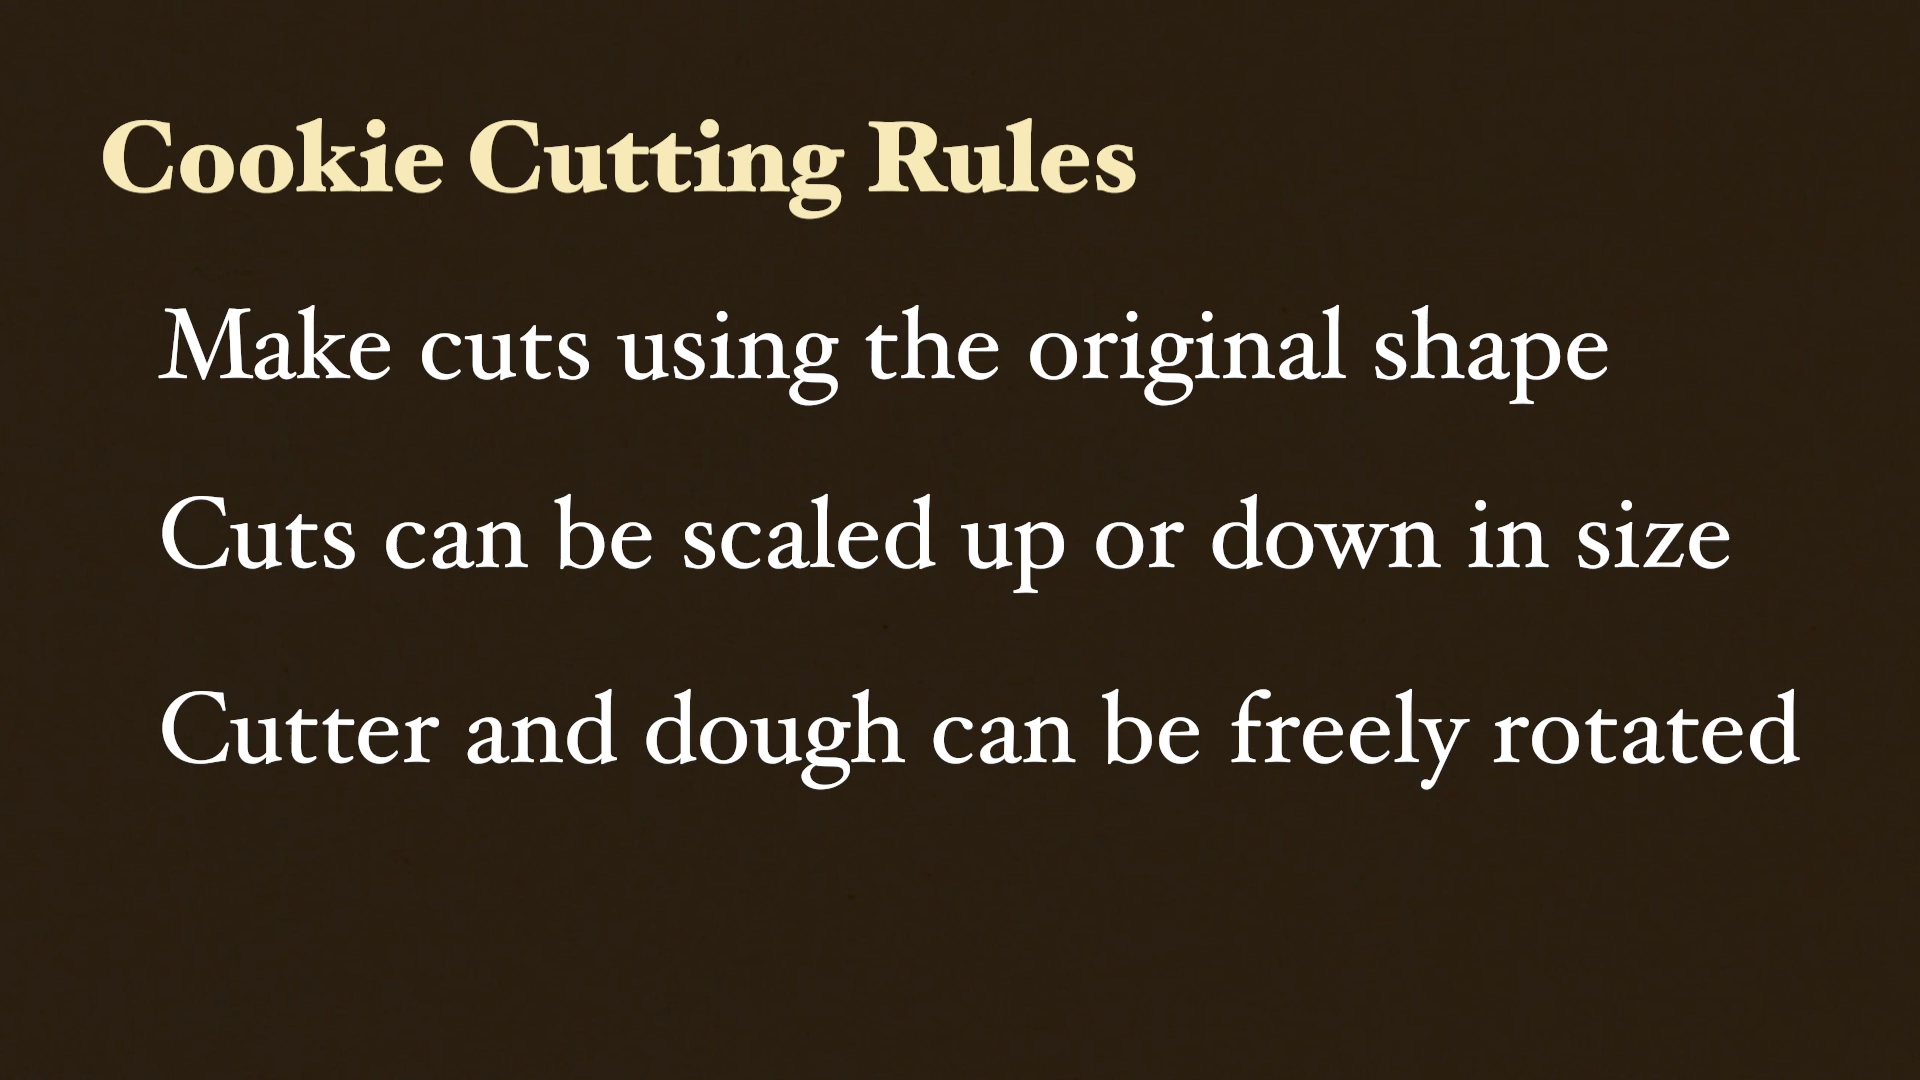 Cookie Cutting Rules
Make cuts using the original shape
Cuts can be scaled up or down in size
Cutter and dough can be freely rotated